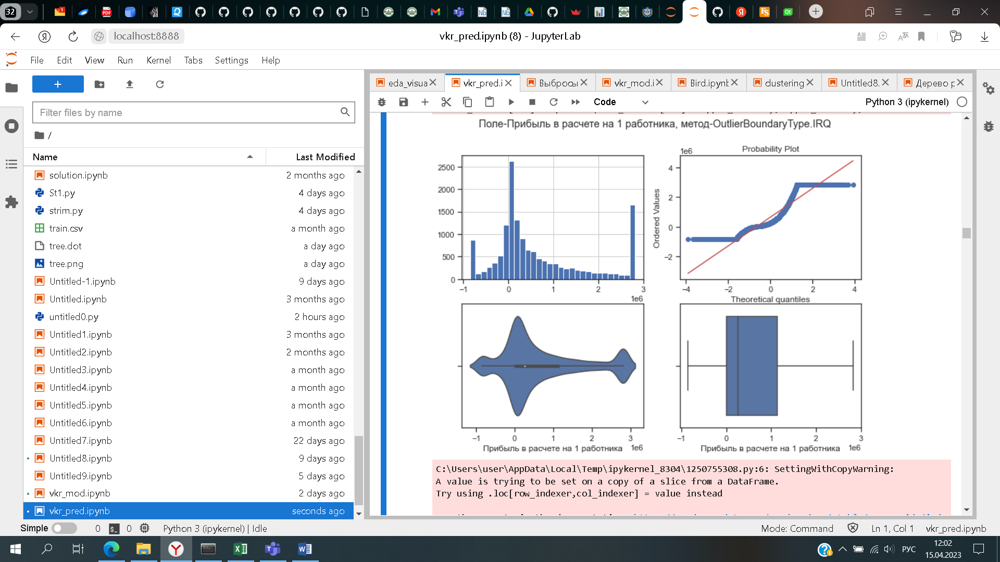 32
localhost:8888
vkr_pred.ipynb (8) - JupyterLab
File Edit View Run Kernel Tabs Settings Help
Filter files by name
/
Name Last Modified
solution.ipynb 2 months ago
St1.py 4 days ago
strim.py 4 days ago
train.csv a month ago
tree.dot a day ago
tree.png a day ago
Untitled-1.ipynb 9 days ago
Untitled.ipynb 3 months ago
untitled0.py 2 hours ago
Untitled1.ipynb 3 months ago
Untitled2.ipynb 2 months ago
Untitled3.ipynb a month ago
Untitled4.ipynb a month ago
Untitled5.ipynb a month ago
Untitled6.ipynb a month ago
Untitled7.ipynb 22 days ago
Untitled8.ipynb 9 days ago
Untitled9.ipynb 5 days ago
vkr_mod.ipynb 2 days ago
vkr_pred.ipynb seconds ago
eda_visua vkr_pred.i Выбросы vkr_mod.i Bird.ipynb clustering Untitled8. Дерево р
Code Python 3 (ipykernel)
Поле-Прибыль в расчете на 1 работника, метод-OutlierBoundaryType.IRQ
2500
2000
1500
1000
500
0
−1 0 1 2 3
1e6
1e6 Probability Plot
Ordered Values
4
2
0
−2
−4 −2 0 2 4
Theoretical quantiles
−1 0 1 2 3
Прибыль в расчете на 1 работника 1e6
−1 0 1 2 3
Прибыль в расчете на 1 работника 1e6
C:\Users\user\AppData\Local\Temp\ipykernel_8304\1250755308.py:6: SettingWithCopyWarning:
A value is trying to be set on a copy of a slice from a DataFrame.
Try using .loc[row_indexer,col_indexer] = value instead
Simple 0 0 Python 3 (ipykernel) | Idle Mode: Command Ln 1, Col 1 vkr_pred.ipynb
РУС 12:02
15.04.2023